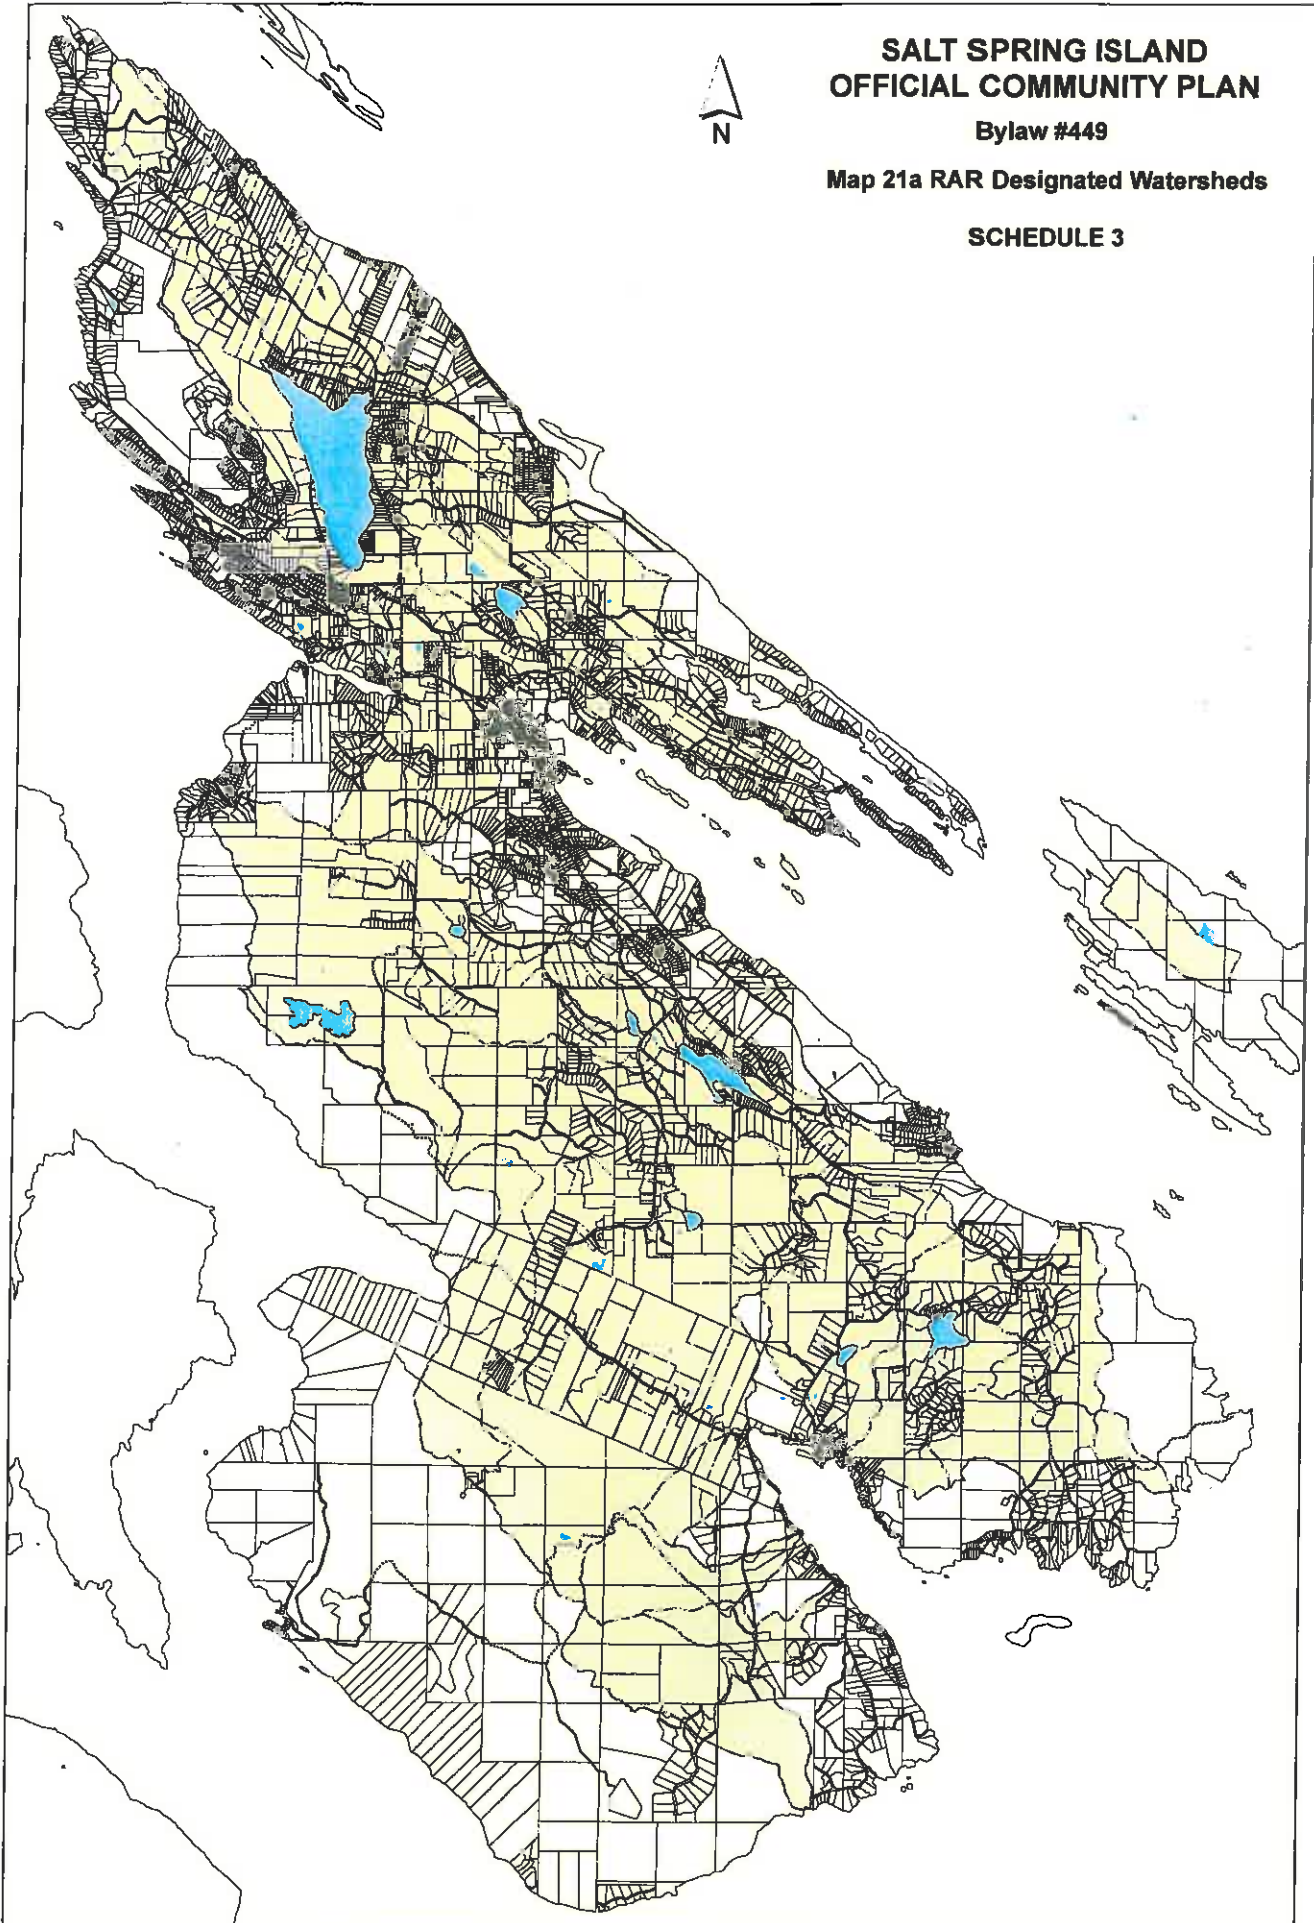 SALT SPRING ISLAND
OFFICIAL COMMUNITY PLAN
Bylaw #449
Map 21a RAR Designated Watersheds
SCHEDULE 3
N